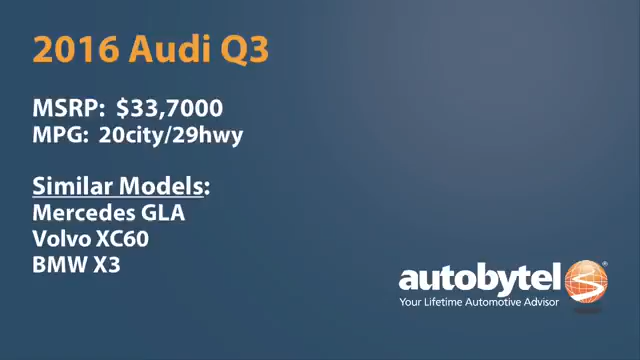 2016 Audi Q3
MSRP: $33,7000
MPG: 20city/29hwy
Similar Models:
Mercedes GLA
Volvo XC60
BMW X3
autobytel®
Your Lifetime Automotive Advisor